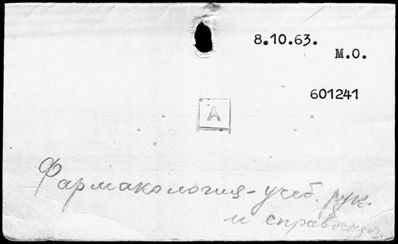 8.10.63.
М.О.
601241
А
Фармакология - учеб. рук.
и справочн.